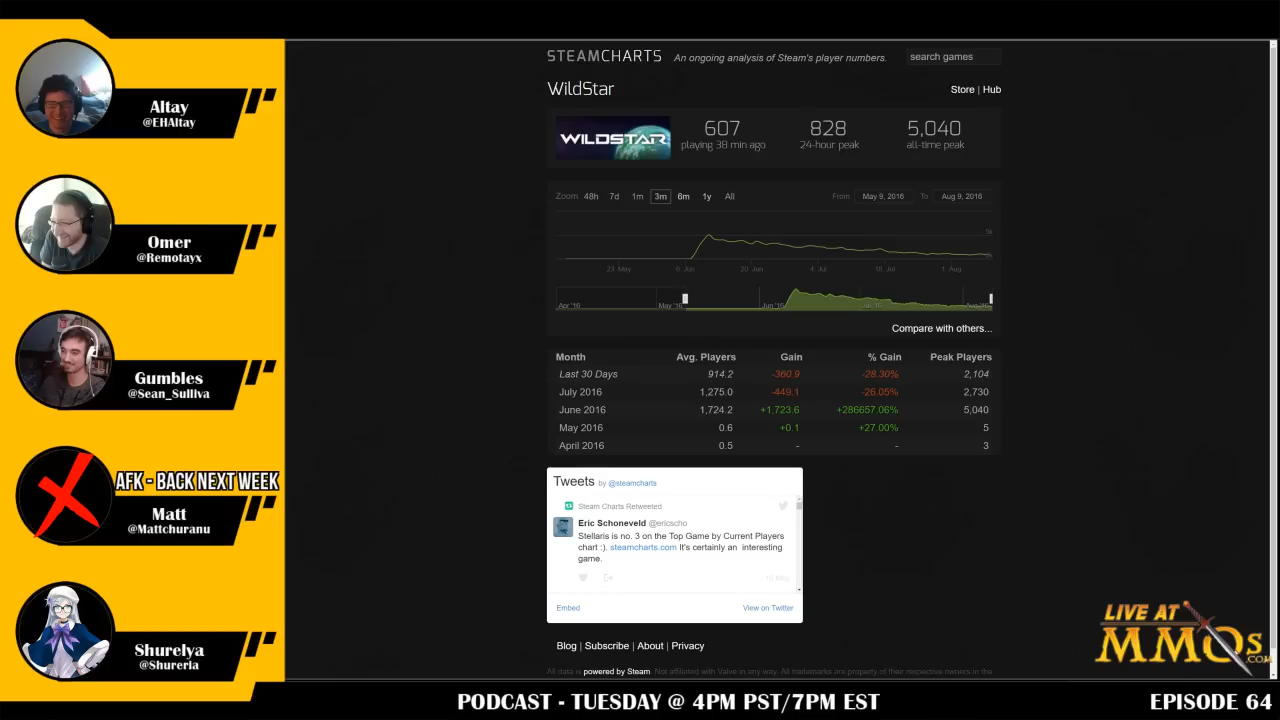 Altay
@EHAltay
Omer
@Remotayx
Gumbles
@Sean_Sulliva
AFK - BACK NEXT WEEK
Matt
@Mattchuranu
Shurelya
@Shureria
STEAMCHARTS An ongoing analysis of Steam's player numbers. search games
WildStar Store | Hub
WILDSTAR 607 828 5,040
playing 38 min ago 24-hour peak all-time peak
Zoom 48h 7d 1m 3m 6m 1y All From May 9, 2016 To Aug 9, 2016
5k
23. May 6. Jun 20. Jun 4. Jul 18. Jul 1. Aug
Apr '16 May '16 Jun '16
Compare with others...
Month Avg. Players Gain % Gain Peak Players
Last 30 Days 914.2 -360.9 -28.30% 2,104
July 2016 1,275.0 -449.1 -26.05% 2,730
June 2016 1,724.2 +1,723.6 +286657.06% 5,040
May 2016 0.6 +0.1 +27.00% 5
April 2016 0.5 - - 3
Tweets by @steamcharts
Steam Charts Retweeted
Eric Schoneveld @ericscho
Stellaris is no. 3 on the Top Game by Current Players
chart :). steamcharts.com It's certainly an interesting
game.
Embed View on Twitter
Blog | Subscribe | About | Privacy
All data is powered by Steam. Not affiliated with Valve in any way. All trademarks are property of their respective owners in the
LIVE AT
MMOs.COM
PODCAST - TUESDAY @ 4PM PST/7PM EST
EPISODE 64